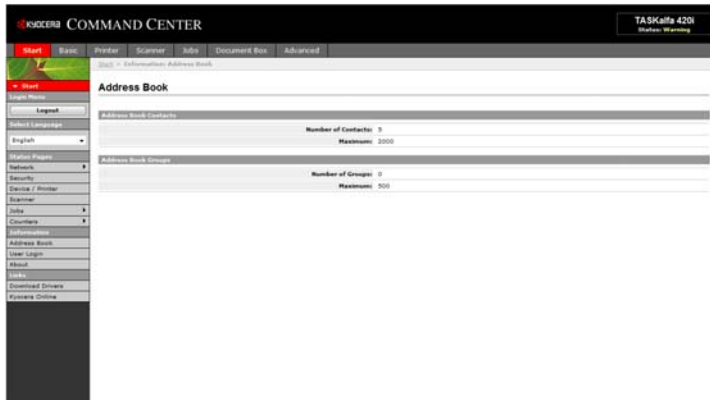 KYOCERA COMMAND CENTER
TASKalfa 420i
Status: Warning
Start Basic Printer Scanner Jobs Document Box Advanced
Start > Information: Address Book
Start
Address Book
Login Menu
Logout
Address Book Contacts
Select Language
Number of Contacts: 5
English
Maximum: 2000
Status Pages
Address Book Groups
Network
Number of Groups: 0
Security
Device / Printer
Maximum: 500
Scanner
Jobs
Counters
Information
Address Book
User Login
About
Links
Download Drivers
Kyocera Online